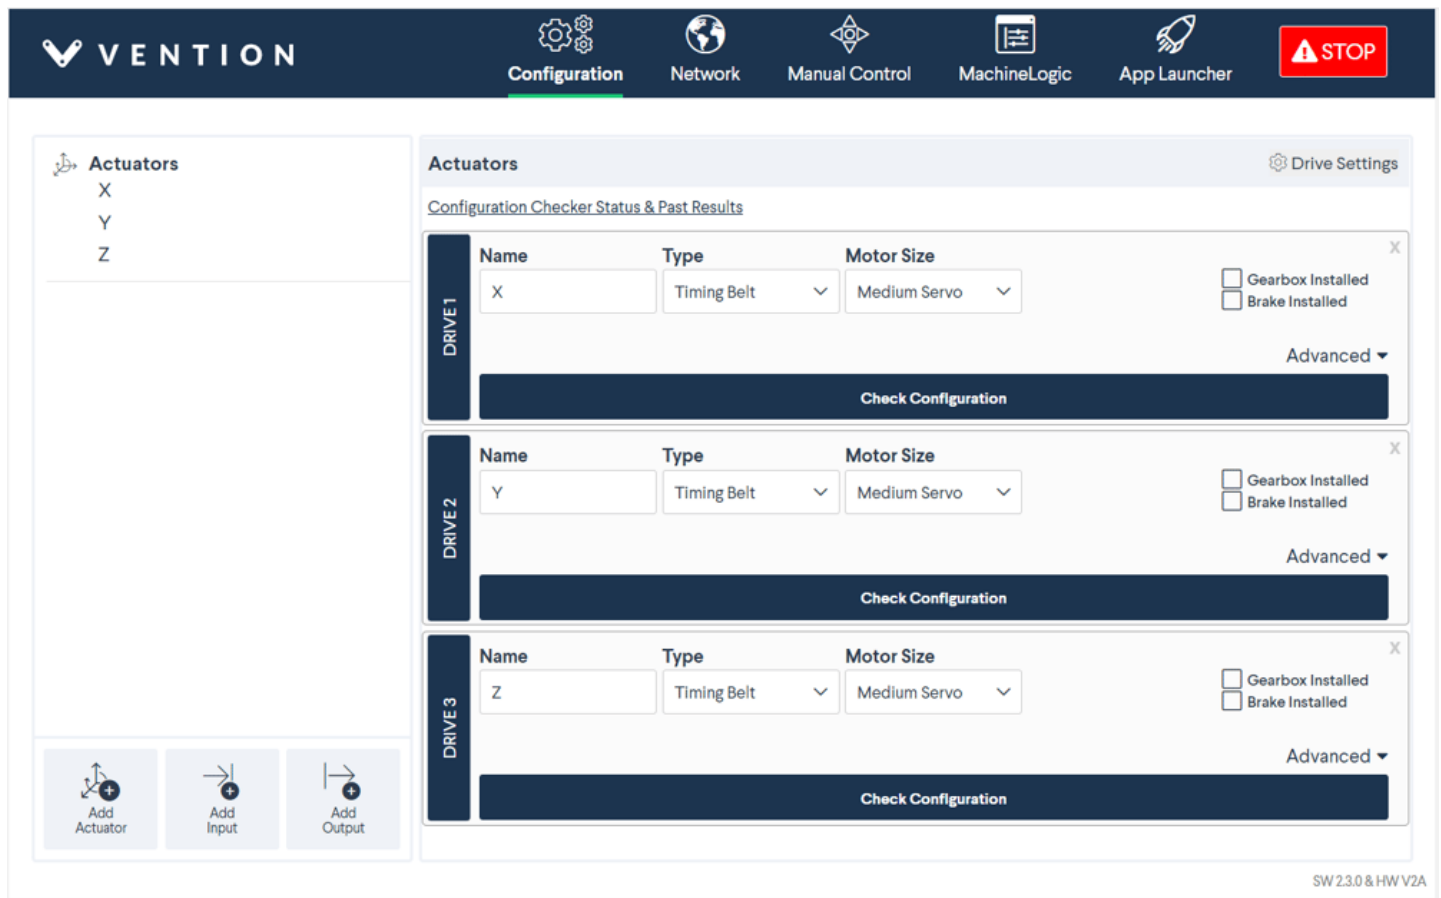 VENTION
Configuration
Network
Manual Control
MachineLogic
App Launcher
STOP
Actuators
X
Y
Z
Add
Actuator
Add
Input
Add
Output
Actuators
Drive Settings
Configuration Checker Status & Past Results
DRIVE 1
Name
Type
Motor Size
X
X
Timing Belt
Medium Servo
Gearbox Installed
Brake Installed
Advanced
Check Configuration
DRIVE 2
Name
Type
Motor Size
X
Y
Timing Belt
Medium Servo
Gearbox Installed
Brake Installed
Advanced
Check Configuration
DRIVE 3
Name
Type
Motor Size
X
Z
Timing Belt
Medium Servo
Gearbox Installed
Brake Installed
Advanced
Check Configuration
SW 2.3.0 & HW V2A